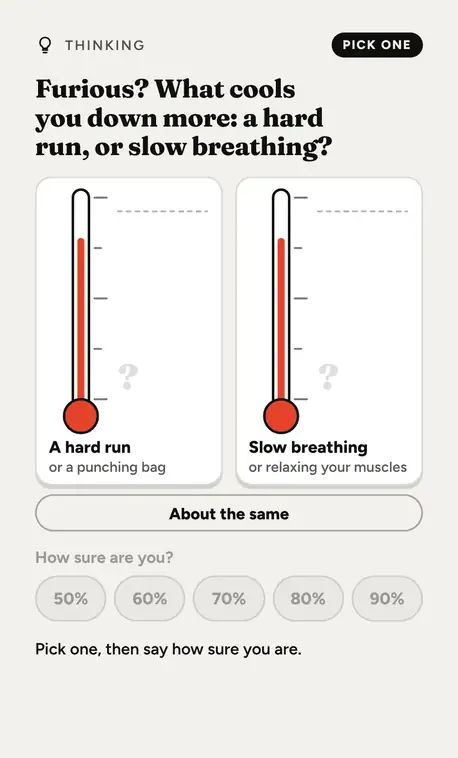 THINKING
PICK ONE
Furious? What cools
you down more: a hard
run, or slow breathing?
?
?
A hard run
or a punching bag
Slow breathing
or relaxing your muscles
About the same
How sure are you?
50%
60%
70%
80%
90%
Pick one, then say how sure you are.